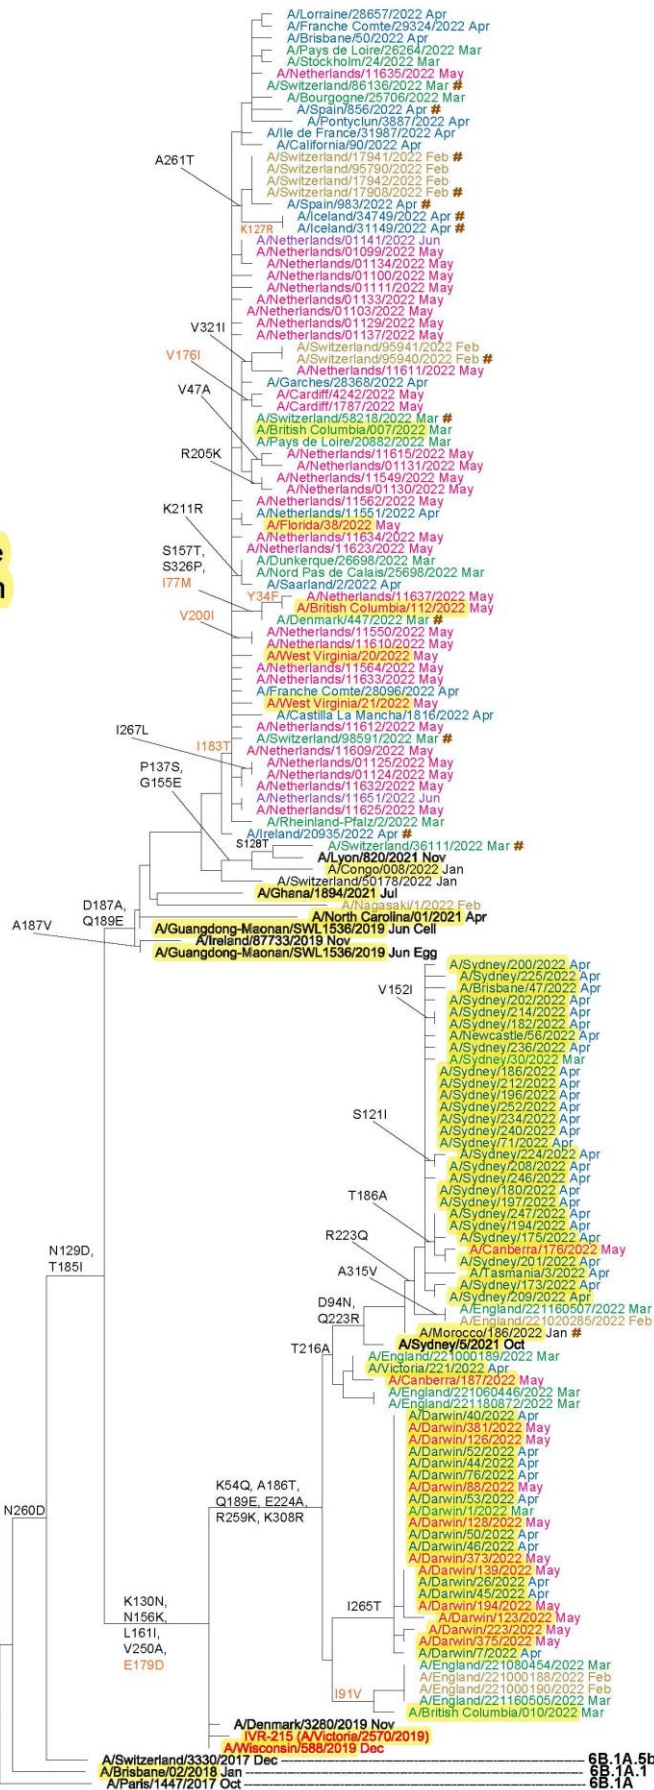 A/Lorraine/28657/2022 Apr
A/Franche Comte/29324/2022 Apr
A/Brisbane/50/2022 Apr
A/Pays de Loire/26264/2022 Mar
A/Stockholm/24/2022 Mar
A/Netherlands/11635/2022 May
A/Switzerland/86136/2022 Mar #
A/Bourgogne/25706/2022 Mar
A/Spain/856/2022 Apr #
A/Pontyclun/3887/2022 Apr
A/Ile de France/31987/2022 Apr
A/California/90/2022 Apr
A/Switzerland/17941/2022 Feb #
A261T
A/Switzerland/95790/2022 Feb
A/Switzerland/17942/2022 Feb
A/Switzerland/17908/2022 Feb #
A/Spain/983/2022 Apr #
A/Iceland/34749/2022 Apr #
K127R
A/Iceland/31149/2022 Apr #
A/Netherlands/01141/2022 Jun
A/Netherlands/01099/2022 May
A/Netherlands/01134/2022 May
A/Netherlands/01100/2022 May
A/Netherlands/01111/2022 May
A/Netherlands/01133/2022 May
A/Netherlands/01103/2022 May
A/Netherlands/01129/2022 May
V321I
A/Netherlands/01137/2022 May
A/Switzerland/95941/2022 Feb
V176I
A/Switzerland/95940/2022 Feb #
A/Netherlands/11611/2022 May
A/Garches/28368/2022 Apr
V47A
A/Cardiff/4242/2022 May
A/Cardiff/1787/2022 May
A/Switzerland/58218/2022 Mar #
A/British Columbia/007/2022 Mar
A/Pays de Loire/20882/2022 Mar
R205K
A/Netherlands/11615/2022 May
A/Netherlands/01131/2022 May
A/Netherlands/11549/2022 May
A/Netherlands/01130/2022 May
A/Netherlands/11562/2022 May
K211R
A/Netherlands/11551/2022 Apr
A/Florida/38/2022 May
A/Netherlands/11634/2022 May
S157T,
A/Netherlands/11623/2022 May
S326P,
A/Dunkerque/26698/2022 Mar
A/Nord Pas de Calais/25698/2022 Mar
I77M
A/Saarland/2/2022 Apr
Y34F
A/Netherlands/11637/2022 May
A/British Columbia/112/2022 May
V200I
A/Denmark/447/2022 Mar #
A/Netherlands/11550/2022 May
A/Netherlands/11610/2022 May
A/West Virginia/20/2022 May
A/Netherlands/11564/2022 May
A/Netherlands/11633/2022 May
A/Franche Comte/28096/2022 Apr
A/West Virginia/21/2022 May
A/Castilla La Mancha/1816/2022 Apr
A/Netherlands/11612/2022 May
I267L
A/Switzerland/98591/2022 Mar #
I183T
A/Netherlands/11609/2022 May
A/Netherlands/01125/2022 May
P137S,
G155E
A/Netherlands/01124/2022 May
A/Netherlands/11632/2022 May
A/Netherlands/11651/2022 Jun
A/Netherlands/11625/2022 May
A/Rheinland-Pfalz/2/2022 Mar
A/Ireland/20935/2022 Apr #
S128T
A/Switzerland/36111/2022 Mar #
A/Lyon/820/2021 Nov
A/Congo/008/2022 Jan
A/Switzerland/50178/2022 Jan
A/Ghana/1894/2021 Jul
D187A,
Q189E
A/Nagasaki/1/2022 Feb
A/North Carolina/01/2021 Apr
A187V
A/Guangdong-Maonan/SWL1536/2019 Jun Cell
A/Ireland/87733/2019 Nov
A/Guangdong-Maonan/SWL1536/2019 Jun Egg
A/Sydney/200/2022 Apr
A/Sydney/225/2022 Apr
V152I
A/Brisbane/47/2022 Apr
A/Sydney/202/2022 Apr
A/Sydney/214/2022 Apr
A/Sydney/182/2022 Apr
A/Newcastle/56/2022 Apr
A/Sydney/236/2022 Apr
A/Sydney/30/2022 Mar
A/Sydney/186/2022 Apr
A/Sydney/212/2022 Apr
A/Sydney/196/2022 Apr
A/Sydney/252/2022 Apr
S121I
A/Sydney/234/2022 Apr
A/Sydney/240/2022 Apr
A/Sydney/71/2022 Apr
A/Sydney/224/2022 Apr
A/Sydney/208/2022 Apr
A/Sydney/246/2022 Apr
T186A
A/Sydney/180/2022 Apr
A/Sydney/197/2022 Apr
A/Sydney/247/2022 Apr
A/Sydney/194/2022 Apr
R223Q
A/Sydney/175/2022 Apr
N129D,
T185I
A/Canberra/176/2022 May
A/Sydney/201/2022 Apr
A315V
A/Tasmania/3/2022 Apr
A/Sydney/173/2022 Apr
A/Sydney/209/2022 Apr
D94N,
Q223R
A/England/221160507/2022 Mar
A/England/221020285/2022 Feb
A/Morocco/186/2022 Jan #
A/Sydney/5/2021 Oct
T216A
A/England/221000189/2022 Mar
A/Victoria/221/2022 Apr
A/Canberra/187/2022 May
A/England/221060446/2022 Mar
A/England/221180872/2022 Mar
A/Darwin/40/2022 Apr
A/Darwin/381/2022 May
A/Darwin/126/2022 May
A/Darwin/52/2022 Apr
A/Darwin/44/2022 Apr
A/Darwin/76/2022 Apr
K54Q, A186T,
Q189E, E224A,
R259K, K308R
A/Darwin/88/2022 May
A/Darwin/53/2022 Apr
A/Darwin/1/2022 Mar
N260D
A/Darwin/128/2022 May
A/Darwin/50/2022 Apr
A/Darwin/46/2022 Apr
A/Darwin/373/2022 May
A/Darwin/139/2022 May
A/Darwin/26/2022 Apr
A/Darwin/45/2022 Apr
I265T
A/Darwin/194/2022 May
A/Darwin/123/2022 May
A/Darwin/223/2022 May
A/Darwin/375/2022 May
A/Darwin/7/2022 Apr
K130N,
N156K,
L161I,
V250A,
E179D
A/England/221080454/2022 Mar
A/England/221000188/2022 Feb
A/England/221000190/2022 Feb
I91V
A/England/221160505/2022 Mar
A/British Columbia/010/2022 Mar
A/Denmark/3280/2019 Nov
IVR-215 (A/Victoria/2570/2019)
A/Wisconsin/588/2019 Dec
A/Switzerland/3330/2017 Dec 6B.1A.5b
A/Brisbane/02/2018 Jan 6B.1A.1
A/Paris/1447/2017 Oct 6B.1A